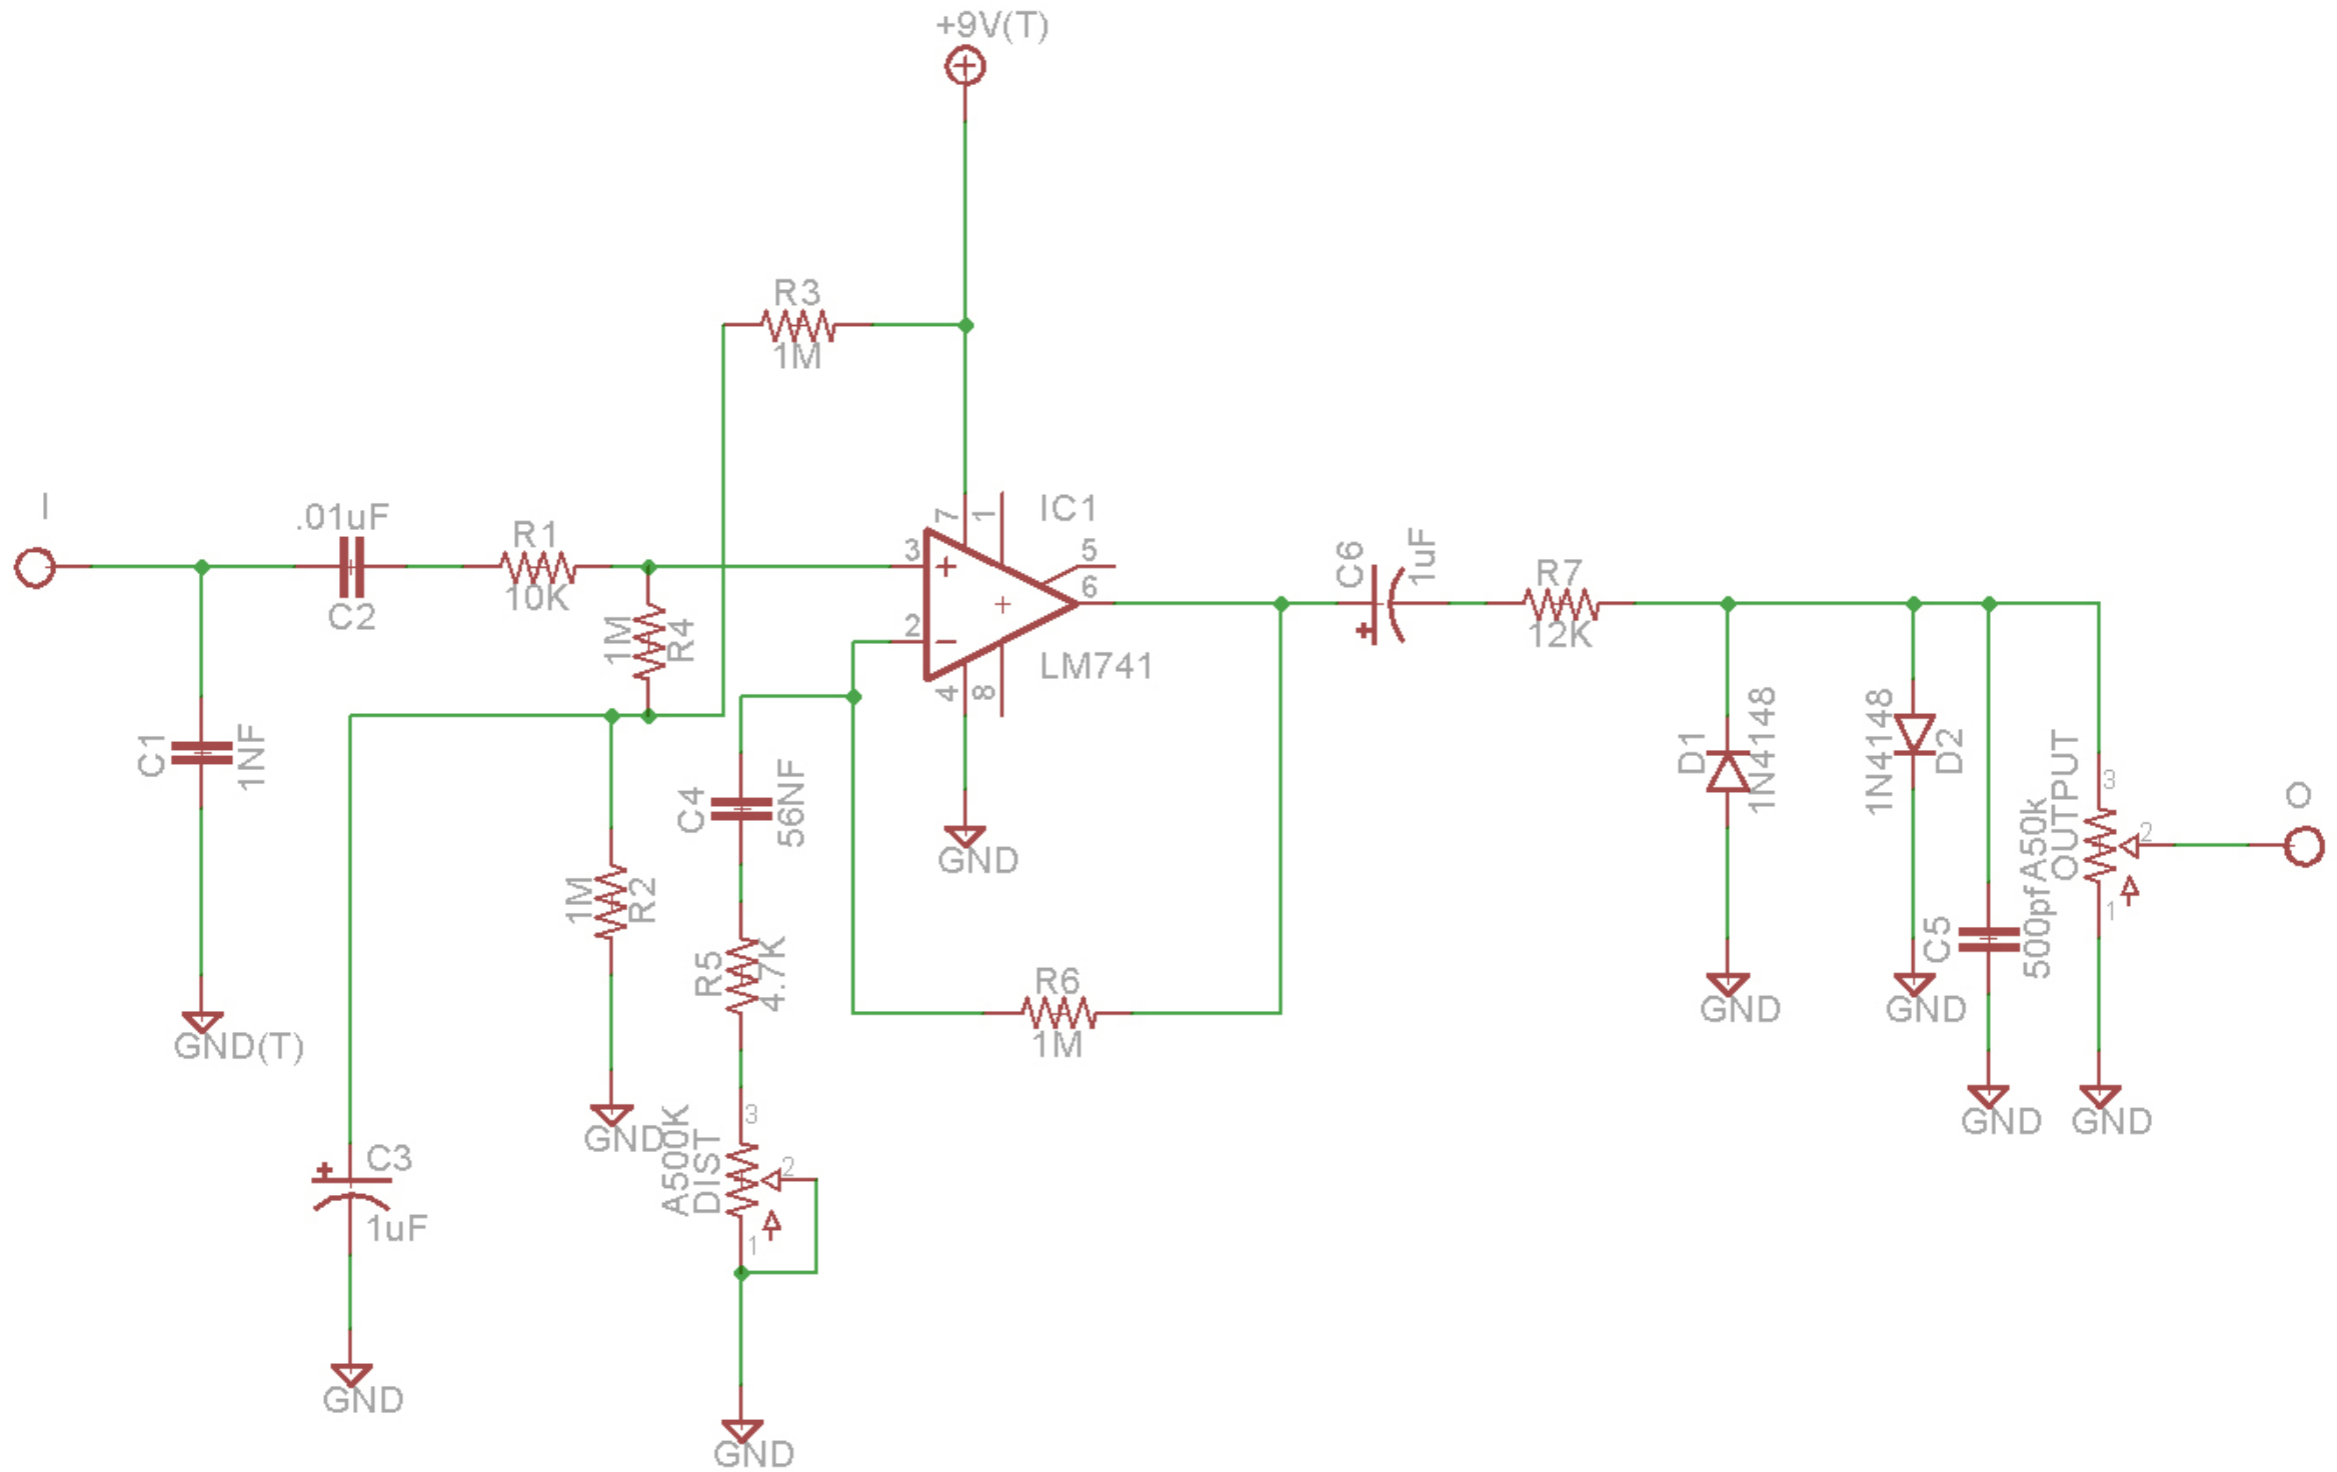 +9V(T)
R3
1M
I
.01uF
C2
R1
10K
1M
R4
7
1
IC1
3
+
5
6
2
−
4
8
LM741
GND
C6
1uF
+
R7
12K
C1
1NF
GND(T)
1M
R2
GND
C4
56NF
R5
4.7K
R6
1M
D1
1N4148
GND
1N4148
D2
GND
C5
500pf
GND
A50k
OUTPUT
3
2
1
GND
O
A500K
DIST
3
2
1
GND
+
C3
1uF
GND